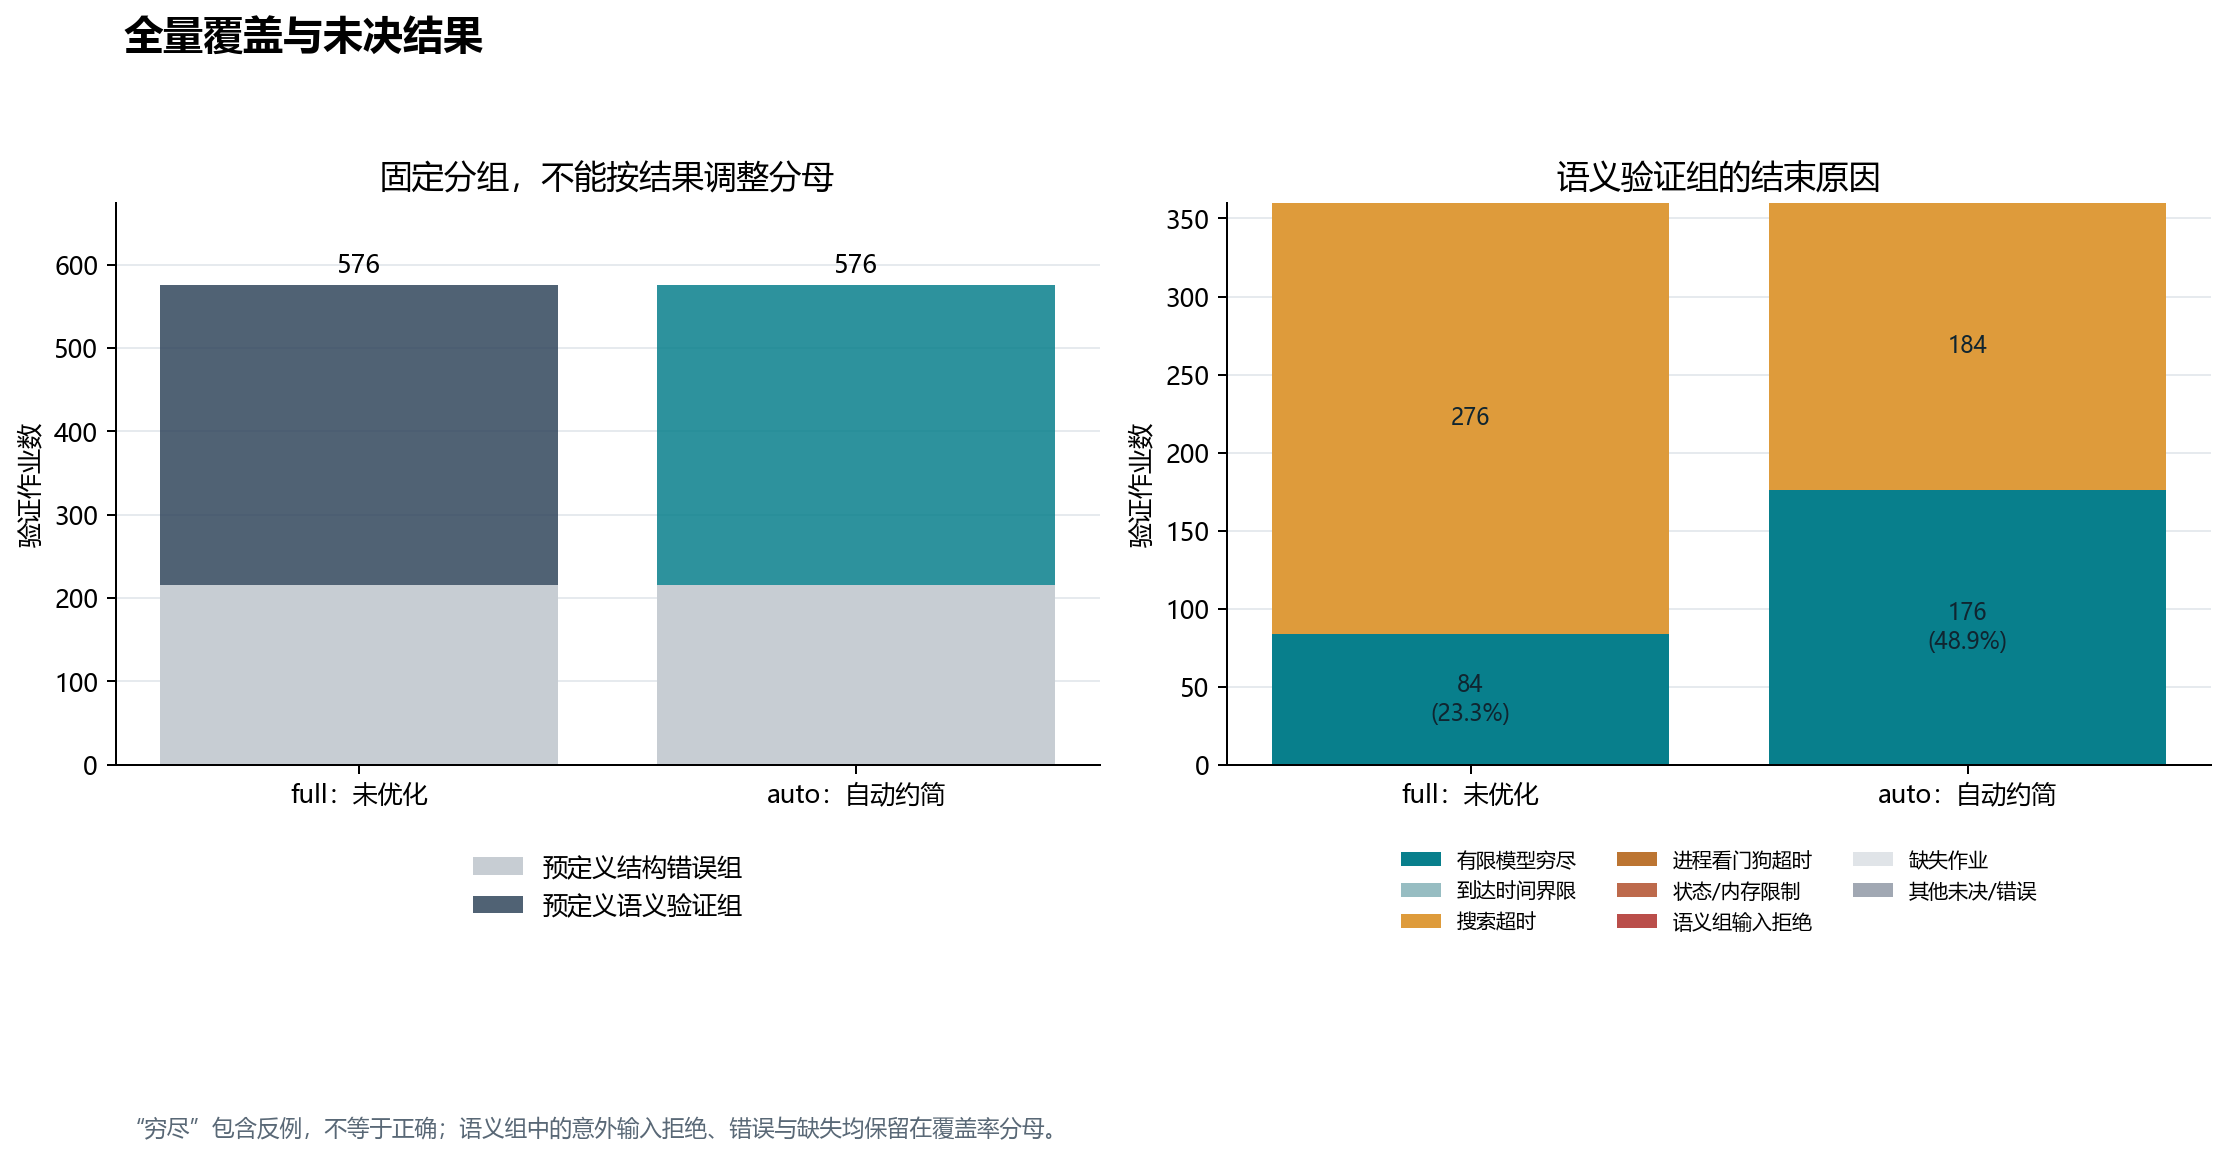 全量覆盖与未决结果
固定分组，不能按结果调整分母
验证作业数
600
500
400
300
200
100
0
576
576
full：未优化
auto：自动约简
预定义结构错误组
预定义语义验证组
语义验证组的结束原因
验证作业数
350
300
250
200
150
100
50
0
276
84
(23.3%)
184
176
(48.9%)
full：未优化
auto：自动约简
有限模型穷尽
到达时间界限
搜索超时
进程看门狗超时
状态/内存限制
语义组输入拒绝
缺失作业
其他未决/错误
“穷尽”包含反例，不等于正确；语义组中的意外输入拒绝、错误与缺失均保留在覆盖率分母。